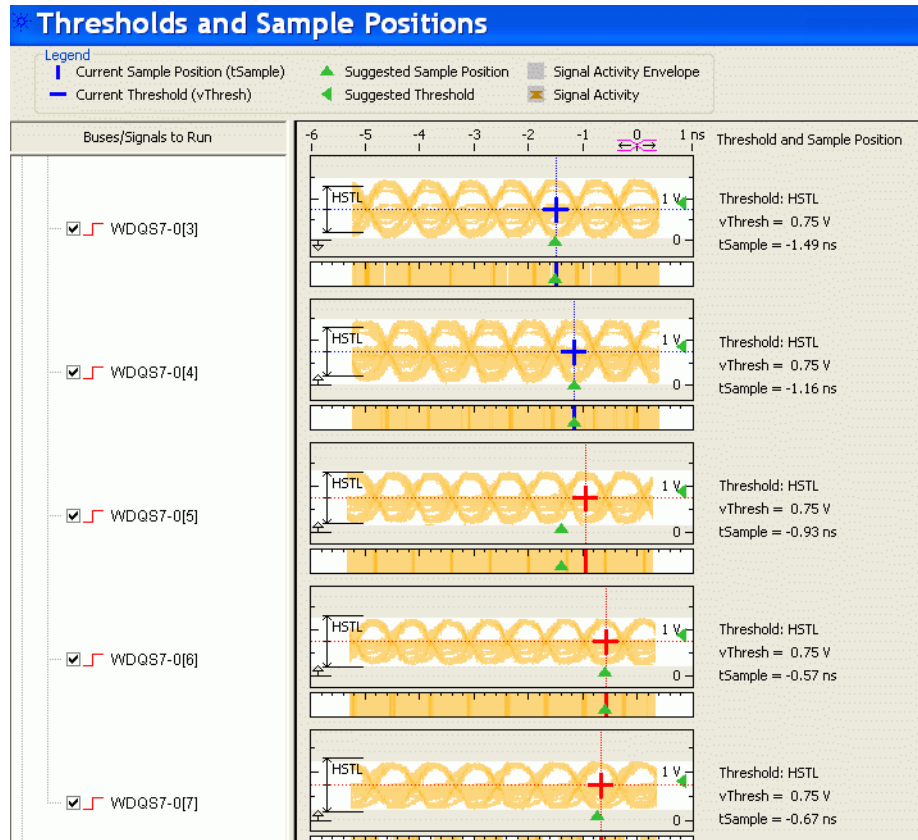 Thresholds and Sample Positions
Legend
Current Sample Position (tSample)
Suggested Sample Position
Signal Activity Envelope
Current Threshold (vThresh)
Suggested Threshold
Signal Activity
Buses/Signals to Run
-6 -5 -4 -3 -2 -1 0 1 ns
Threshold and Sample Position
WDQS7-0[3]
HSTL
1 V
0
Threshold: HSTL
vThresh = 0.75 V
tSample = -1.49 ns
WDQS7-0[4]
HSTL
1 V
0
Threshold: HSTL
vThresh = 0.75 V
tSample = -1.16 ns
WDQS7-0[5]
HSTL
1 V
0
Threshold: HSTL
vThresh = 0.75 V
tSample = -0.93 ns
WDQS7-0[6]
HSTL
1 V
0
Threshold: HSTL
vThresh = 0.75 V
tSample = -0.57 ns
WDQS7-0[7]
HSTL
1 V
0
Threshold: HSTL
vThresh = 0.75 V
tSample = -0.67 ns